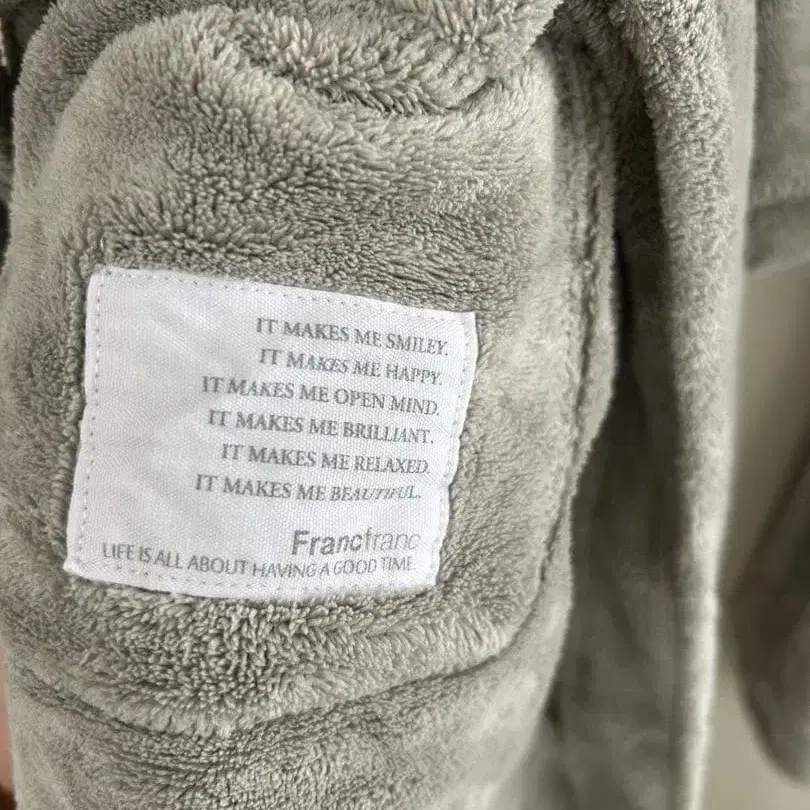 IT MAKES ME SMILEY.
IT MAKES ME HAPPY.
IT MAKES ME OPEN MIND.
IT MAKES ME BRILLIANT.
IT MAKES ME RELAXED.
IT MAKES ME BEAUTIFUL.
Francfranc
LIFE IS ALL ABOUT HAVING A GOOD TIME